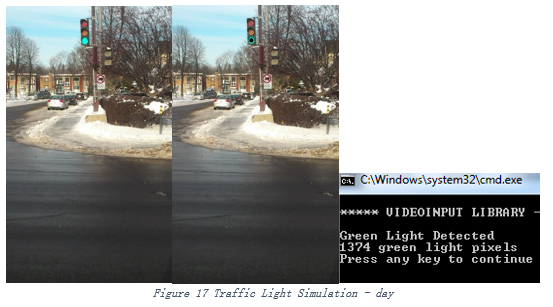 C:\Windows\system32\cmd.exe
***** VIDEOINPUT LIBRARY -
Green Light Detected
1374 green light pixels
Press any key to continue
Figure 17 Traffic Light Simulation - day